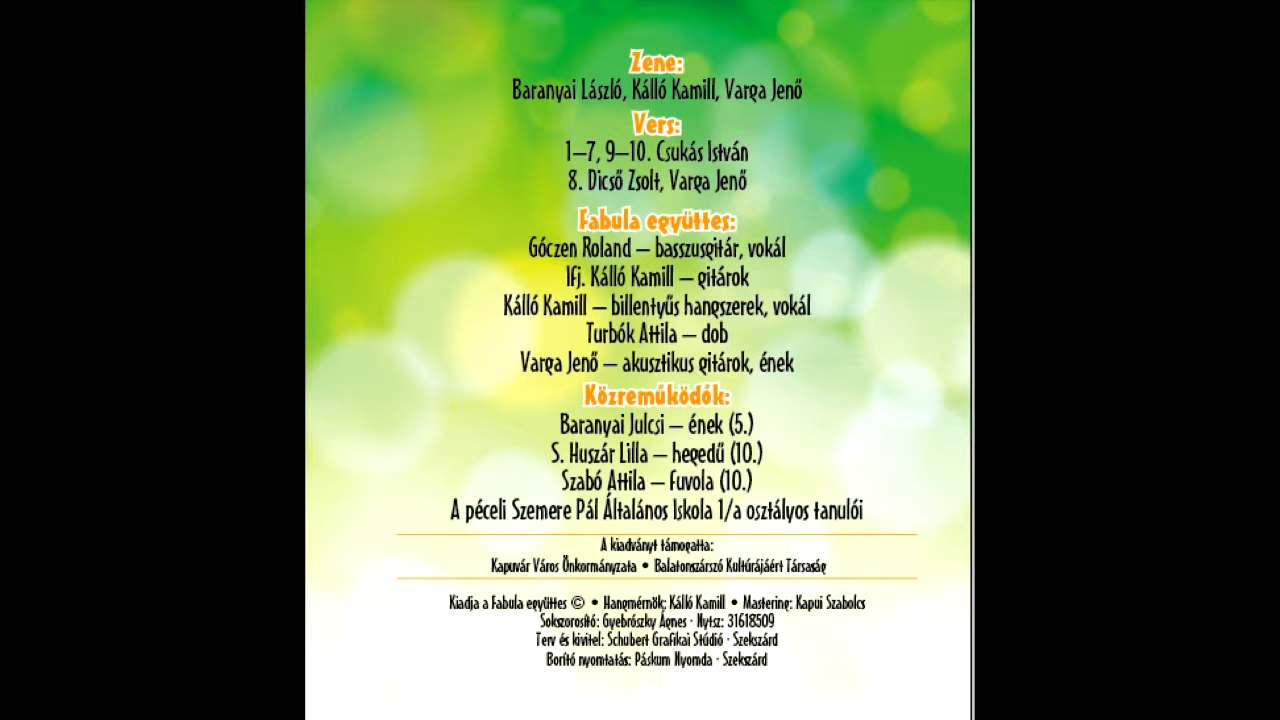 Zene:
Baranyai László, Kálló Kamill, Varga Jenő
Vers:
1–7, 9–10. Csukás István
8. Dicső Zsolt, Varga Jenő
Fabula együttes:
Góczen Roland – basszusgitár, vokál
Ifj. Kálló Kamill – gitárok
Kálló Kamill – billentyűs hangszerek, vokál
Turbók Attila – dob
Varga Jenő – akusztikus gitárok, ének
Közreműködők:
Baranyai Julcsi – ének (5.)
S. Huszár Lilla – hegedű (10.)
Szabó Attila – fuvola (10.)
A péceli Szemere Pál Általános Iskola 1/a osztályos tanulói
A kiadványt támogatta:
Kapuvár Város Önkormányzata • Balatonszárszó Kultúrájáért Társaság
Kiadja a Fabula együttes © • Hangmérnök: Kálló Kamill • Mastering: Kapui Szabolcs
Sokszorosító: Gyebrószky Ágnes · Nytsz: 31618509
Terv és kivitel: Schubert Grafikai Stúdió · Szekszárd
Borító nyomtatás: Páskum Nyomda · Szekszárd